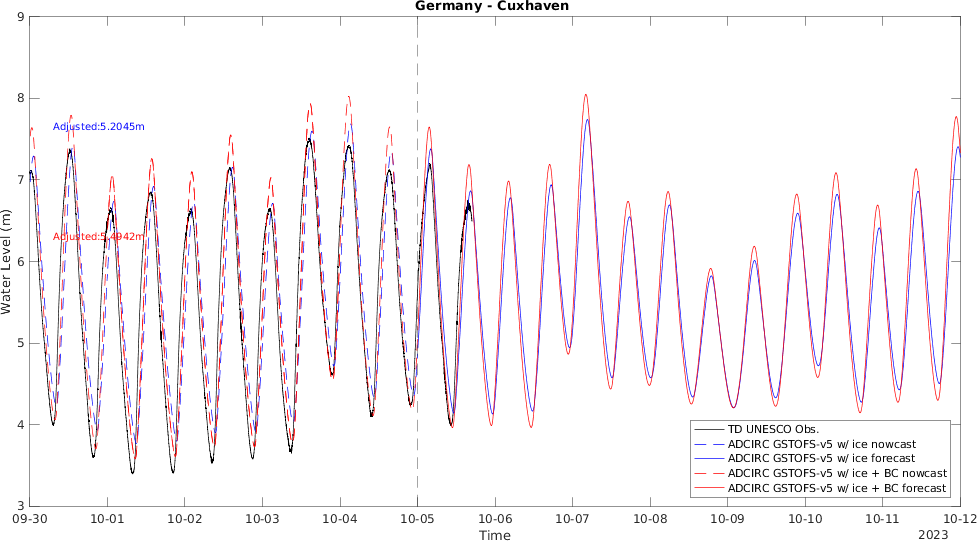 Germany - Cuxhaven
9
8
7
6
5
4
3
Water Level (m)
Adjusted:5.2045m
Adjusted:5.4942m
TD UNESCO Obs.
ADCIRC GSTOFS-v5 w/ ice nowcast
ADCIRC GSTOFS-v5 w/ ice forecast
ADCIRC GSTOFS-v5 w/ ice + BC nowcast
ADCIRC GSTOFS-v5 w/ ice + BC forecast
09-30 10-01 10-02 10-03 10-04 10-05 10-06 10-07 10-08 10-09 10-10 10-11 10-12
Time
2023